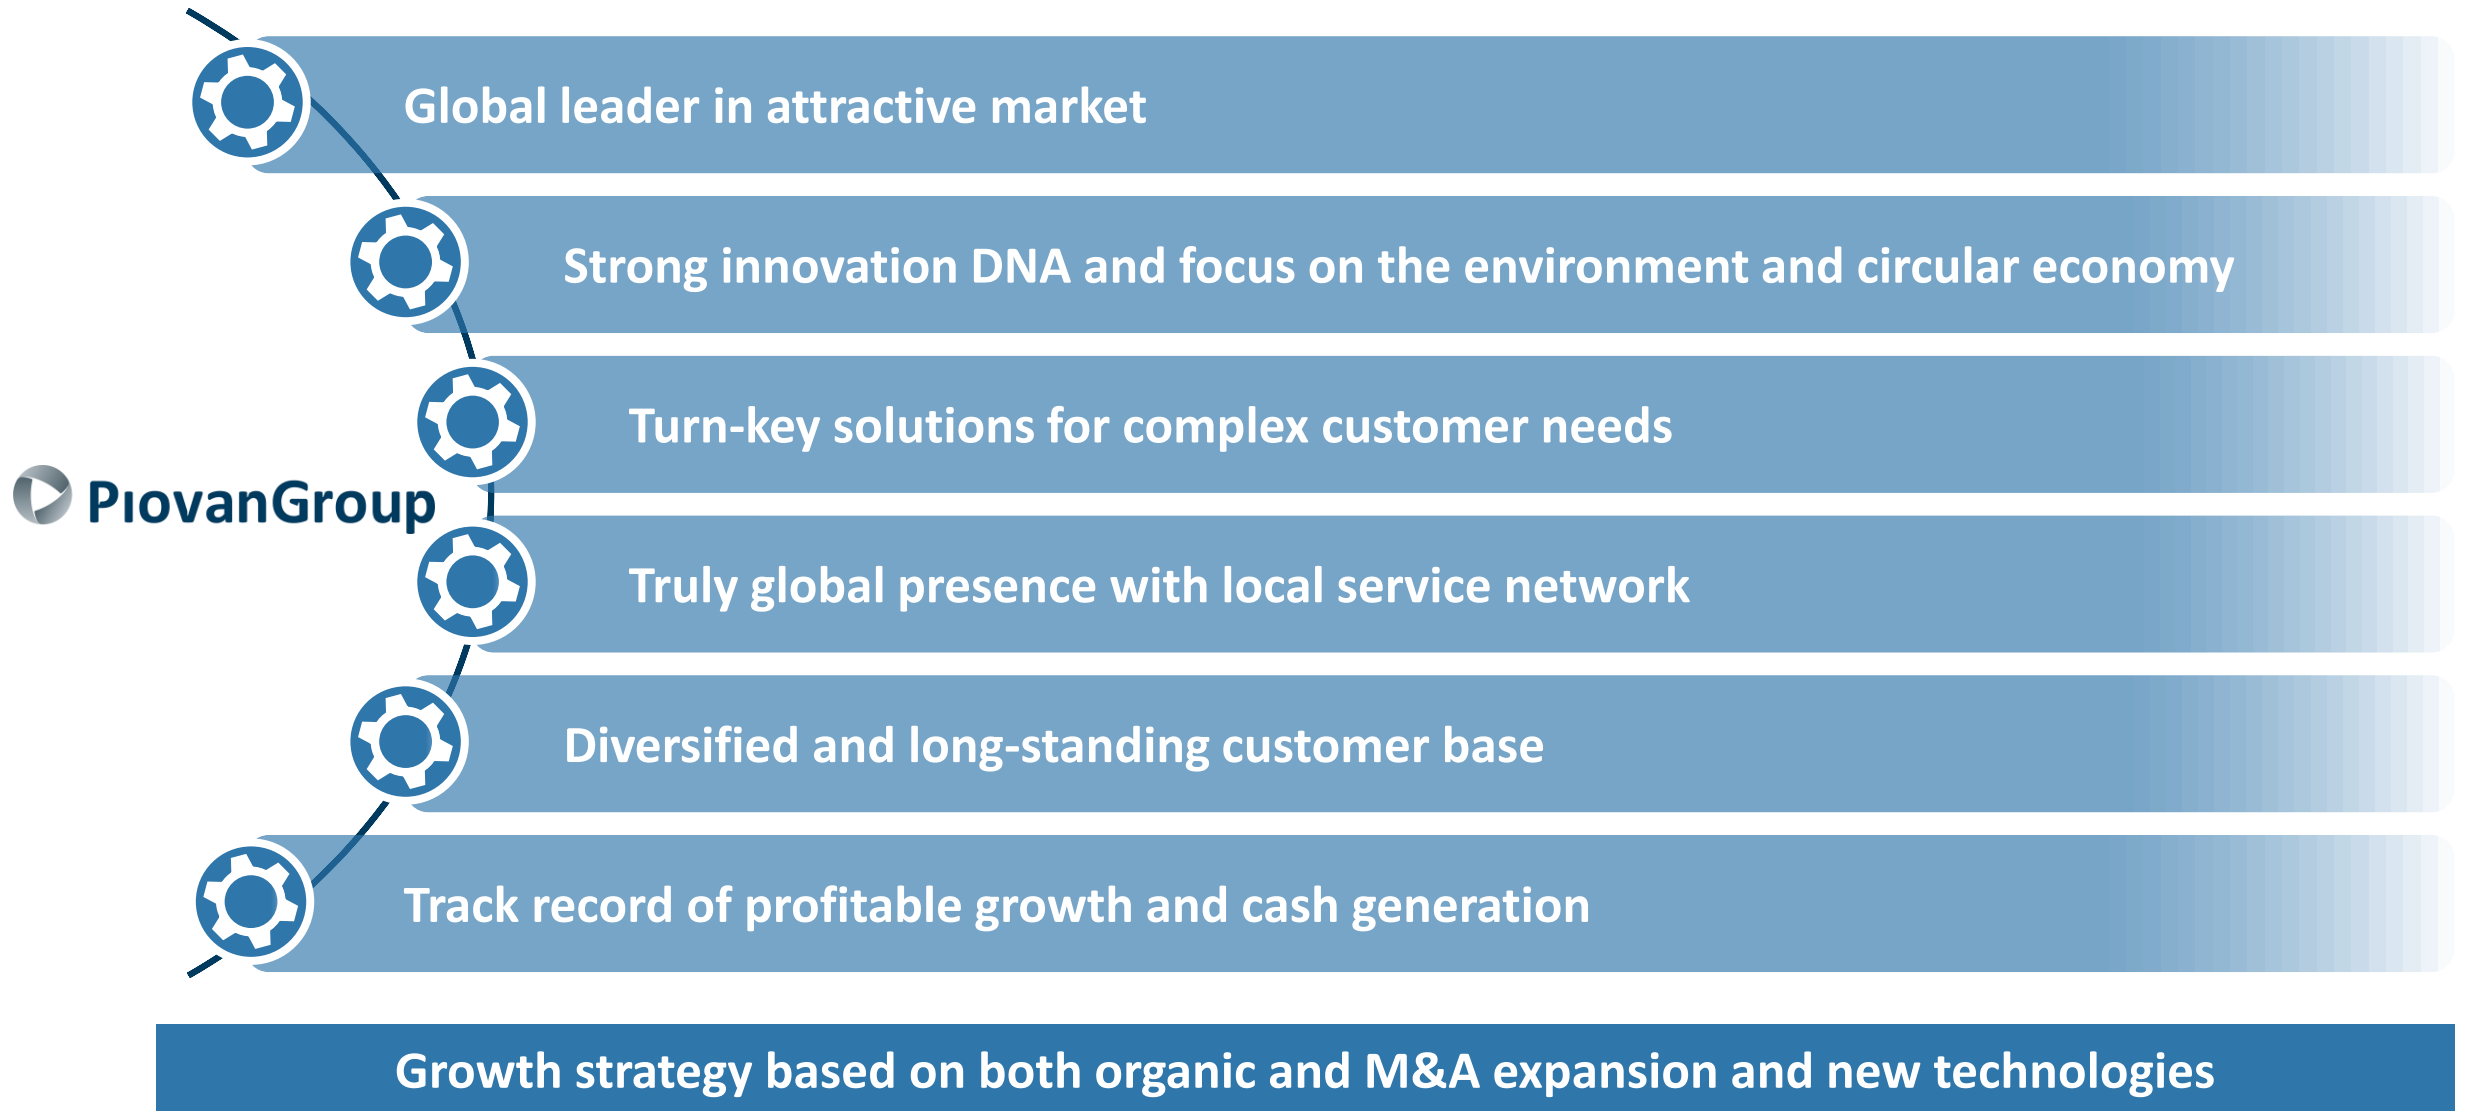 Global leader in attractive market
Strong innovation DNA and focus on the environment and circular economy
Turn-key solutions for complex customer needs
PıovanGroup
Truly global presence with local service network
Diversified and long-standing customer base
Track record of profitable growth and cash generation
Growth strategy based on both organic and M&A expansion and new technologies